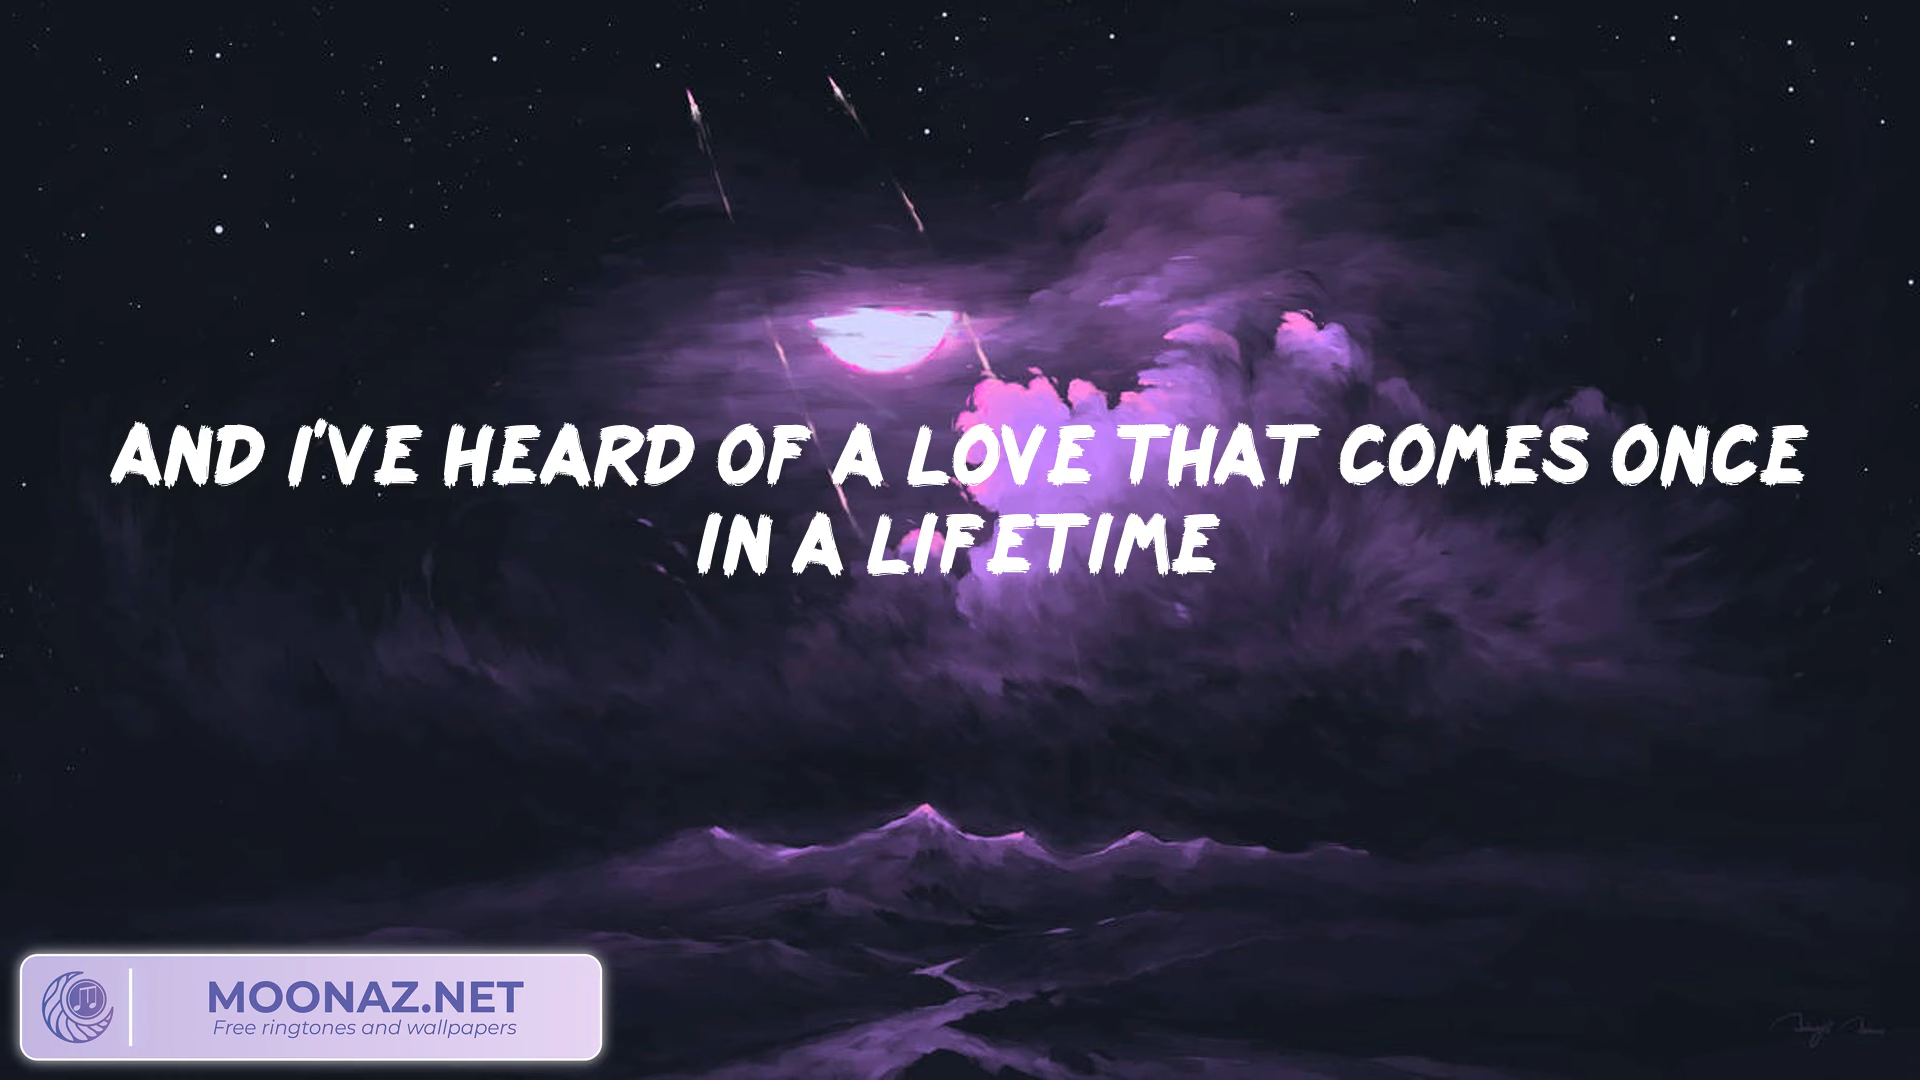 AND I'VE HEARD OF A LOVE THAT COMES ONCE
IN A LIFETIME
MOONAZ.NET
Free ringtones and wallpapers